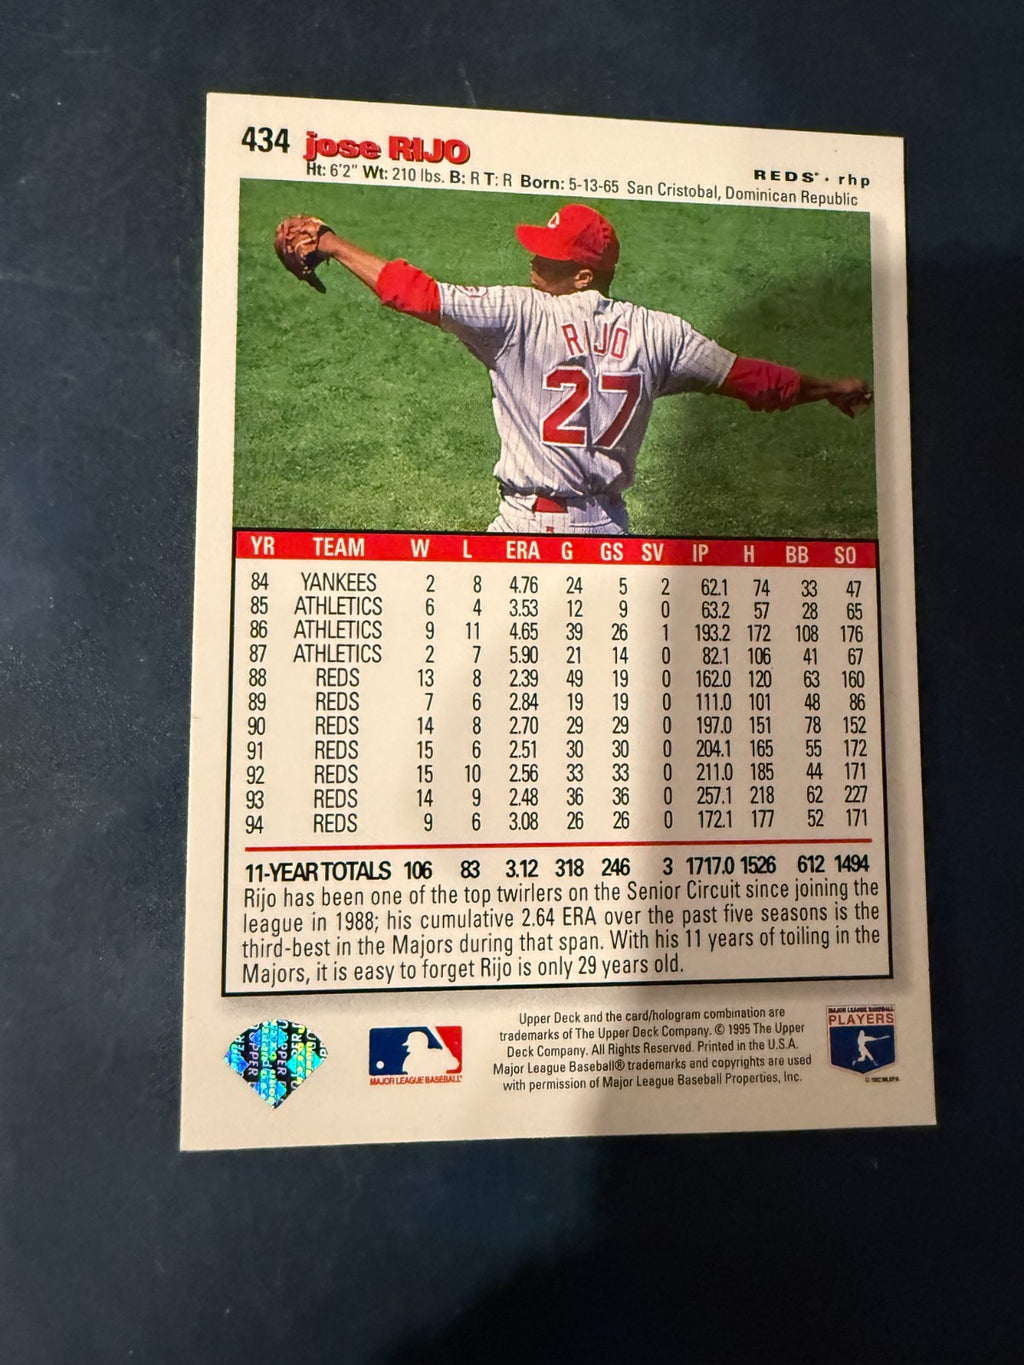 434 jose RIJO
REDS® • rhp
Ht: 6'2" Wt: 210 lbs. B: R T: R Born: 5-13-65 San Cristobal, Dominican Republic
C
RIJO
27
YR TEAM W L ERA G GS SV IP H BB SO
84 YANKEES 2 8 4.76 24 5 2 62.1 74 33 47
85 ATHLETICS 6 4 3.53 12 9 0 63.2 57 28 65
86 ATHLETICS 9 11 4.65 39 26 1 193.2 172 108 176
87 ATHLETICS 2 7 5.90 21 14 0 82.1 106 41 67
88 REDS 13 8 2.39 49 19 0 162.0 120 63 160
89 REDS 7 6 2.84 19 19 0 111.0 101 48 86
90 REDS 14 8 2.70 29 29 0 197.0 151 78 152
91 REDS 15 6 2.51 30 30 0 204.1 165 55 172
92 REDS 15 10 2.56 33 33 0 211.0 185 44 171
93 REDS 14 9 2.48 36 36 0 257.1 218 62 227
94 REDS 9 6 3.08 26 26 0 172.1 177 52 171
11-YEAR TOTALS 106 83 3.12 318 246 3 1717.0 1526 612 1494
Rijo has been one of the top twirlers on the Senior Circuit since joining the
league in 1988; his cumulative 2.64 ERA over the past five seasons is the
third-best in the Majors during that span. With his 11 years of toiling in the
Majors, it is easy to forget Rijo is only 29 years old.
UPPER
MAJOR LEAGUE BASEBALL®
Upper Deck and the card/hologram combination are
trademarks of The Upper Deck Company. © 1995 The Upper
Deck Company. All Rights Reserved. Printed in the U.S.A.
Major League Baseball® trademarks and copyrights are used
with permission of Major League Baseball Properties, Inc.
MAJOR LEAGUE BASEBALL
PLAYERS